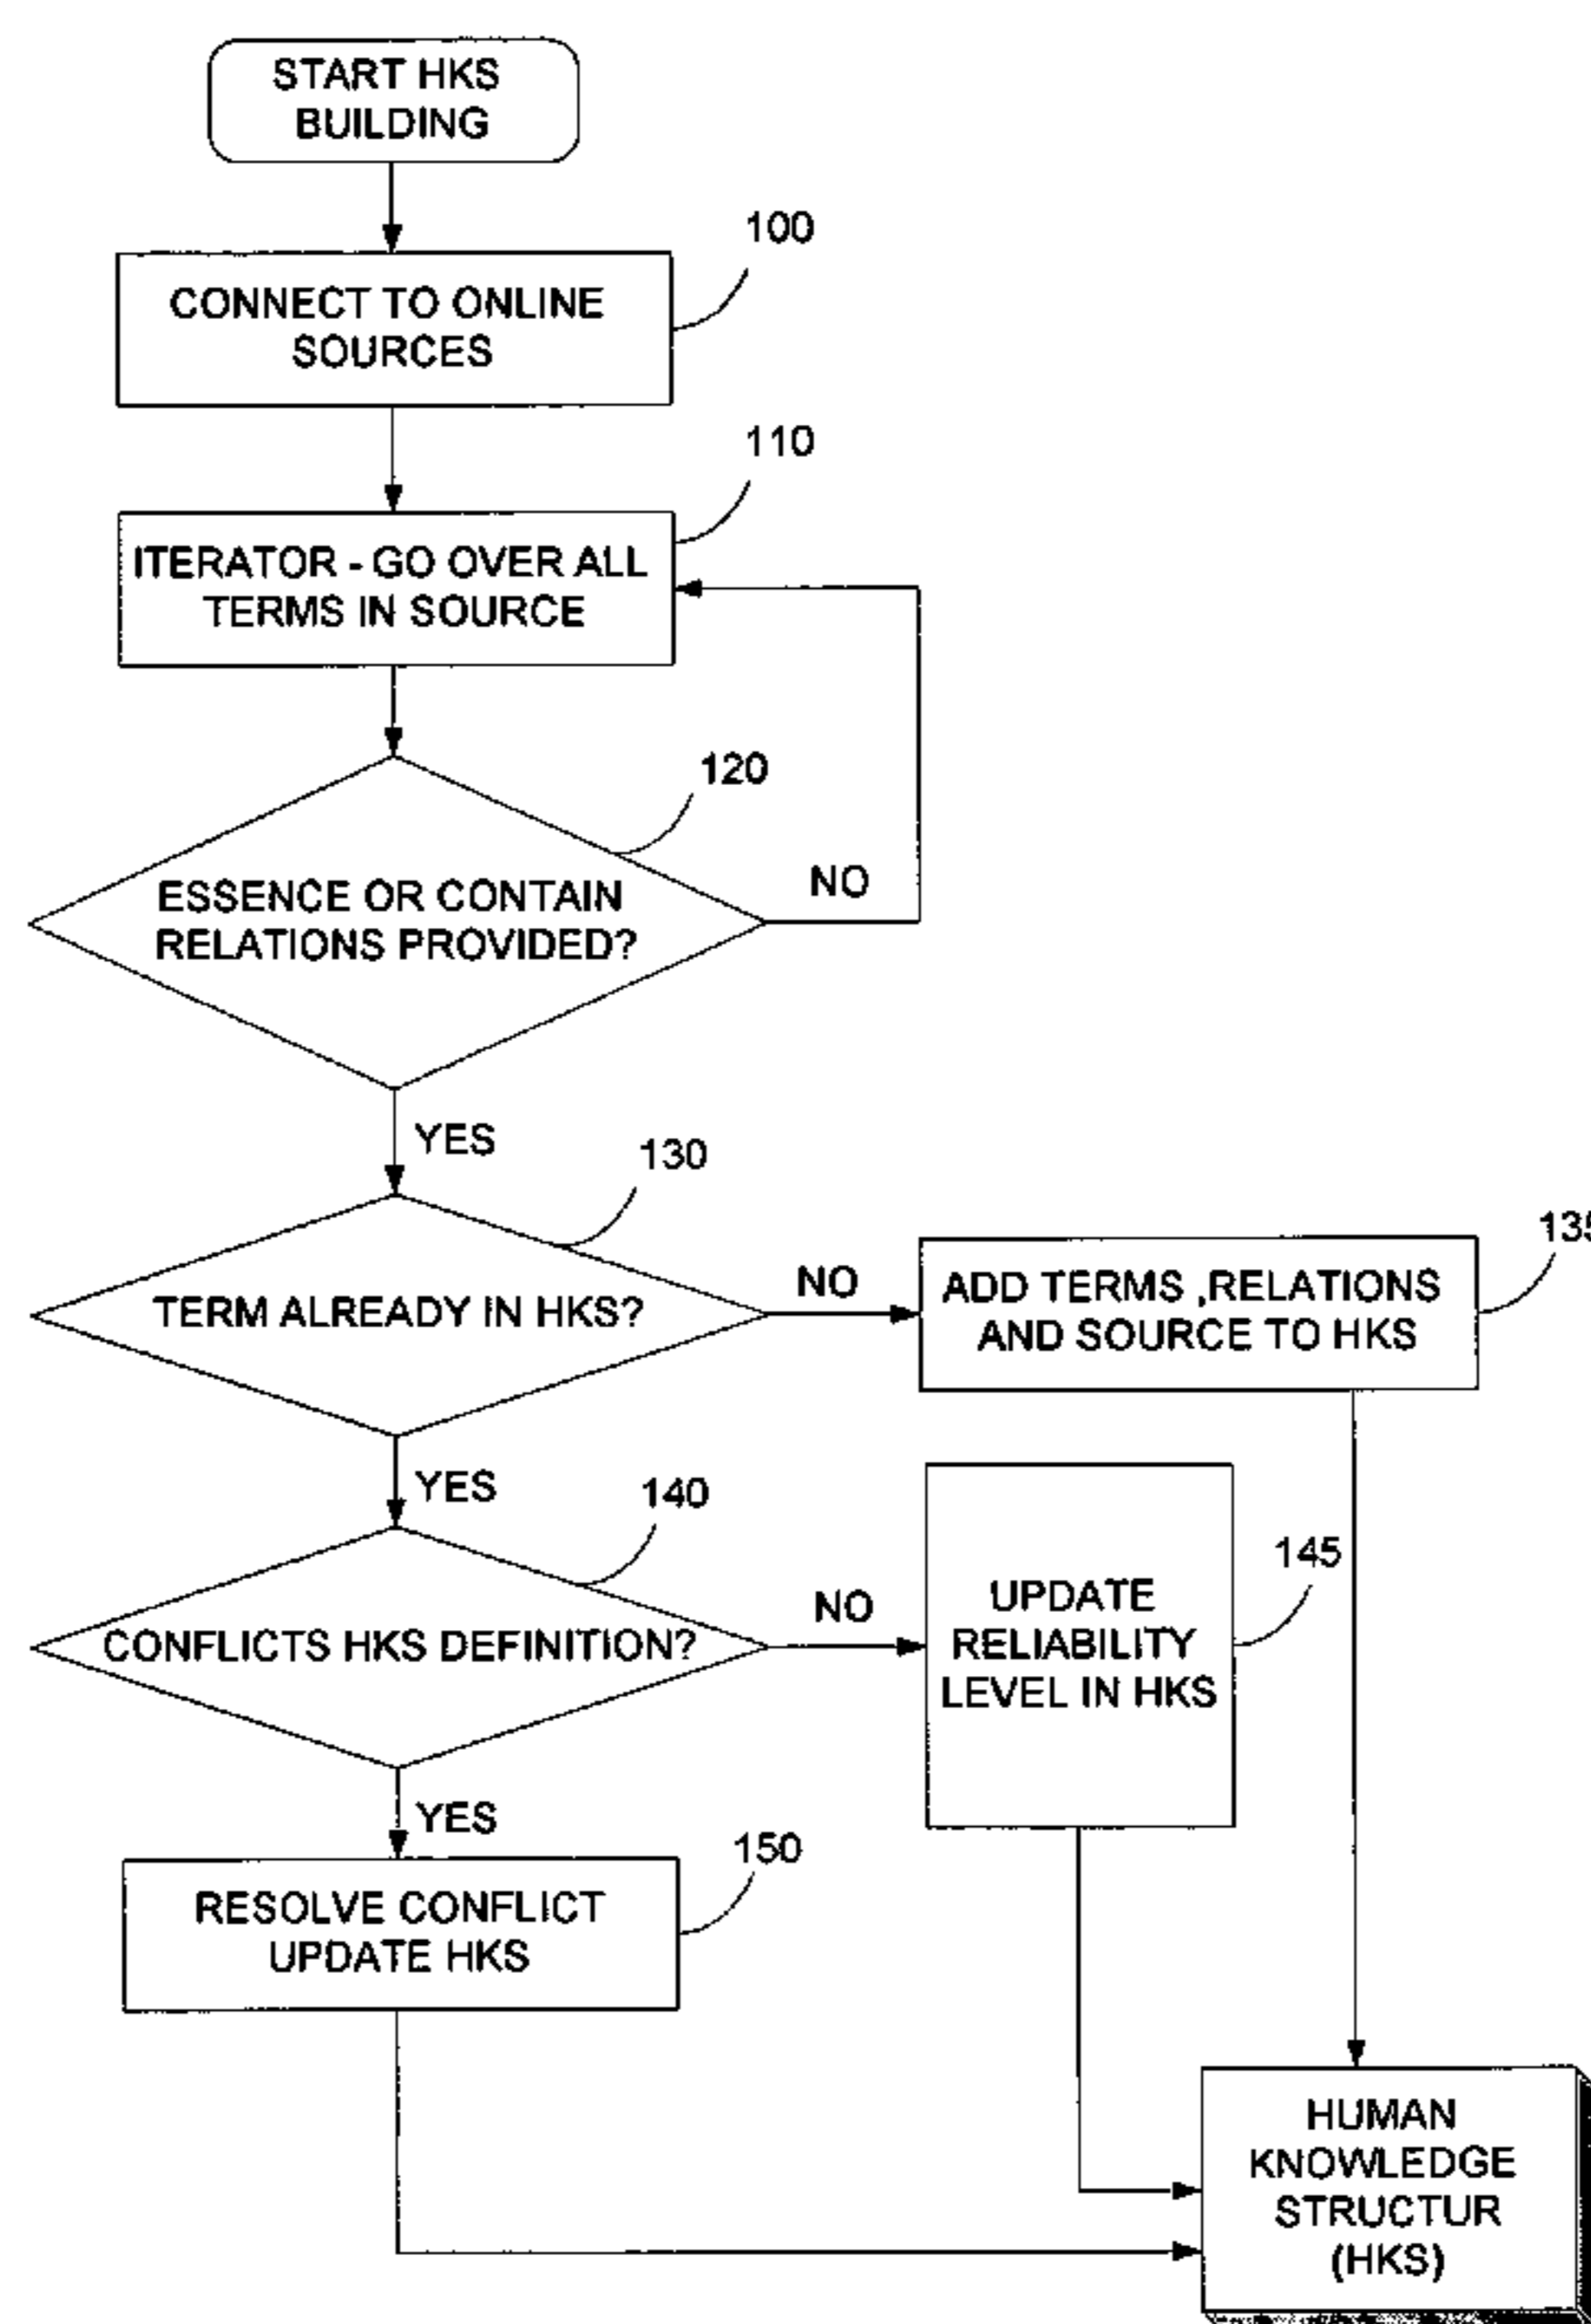 START HKS
BUILDING
100
CONNECT TO ONLINE
SOURCES
110
ITERATOR - GO OVER ALL
TERMS IN SOURCE
120
ESSENCE OR CONTAIN
RELATIONS PROVIDED?
NO
YES
130
TERM ALREADY IN HKS?
NO
135
ADD TERMS ,RELATIONS
AND SOURCE TO HKS
YES
140
CONFLICTS HKS DEFINITION?
NO
145
UPDATE
RELIABILITY
LEVEL IN HKS
YES
150
RESOLVE CONFLICT
UPDATE HKS
HUMAN
KNOWLEDGE
STRUCTUR
(HKS)